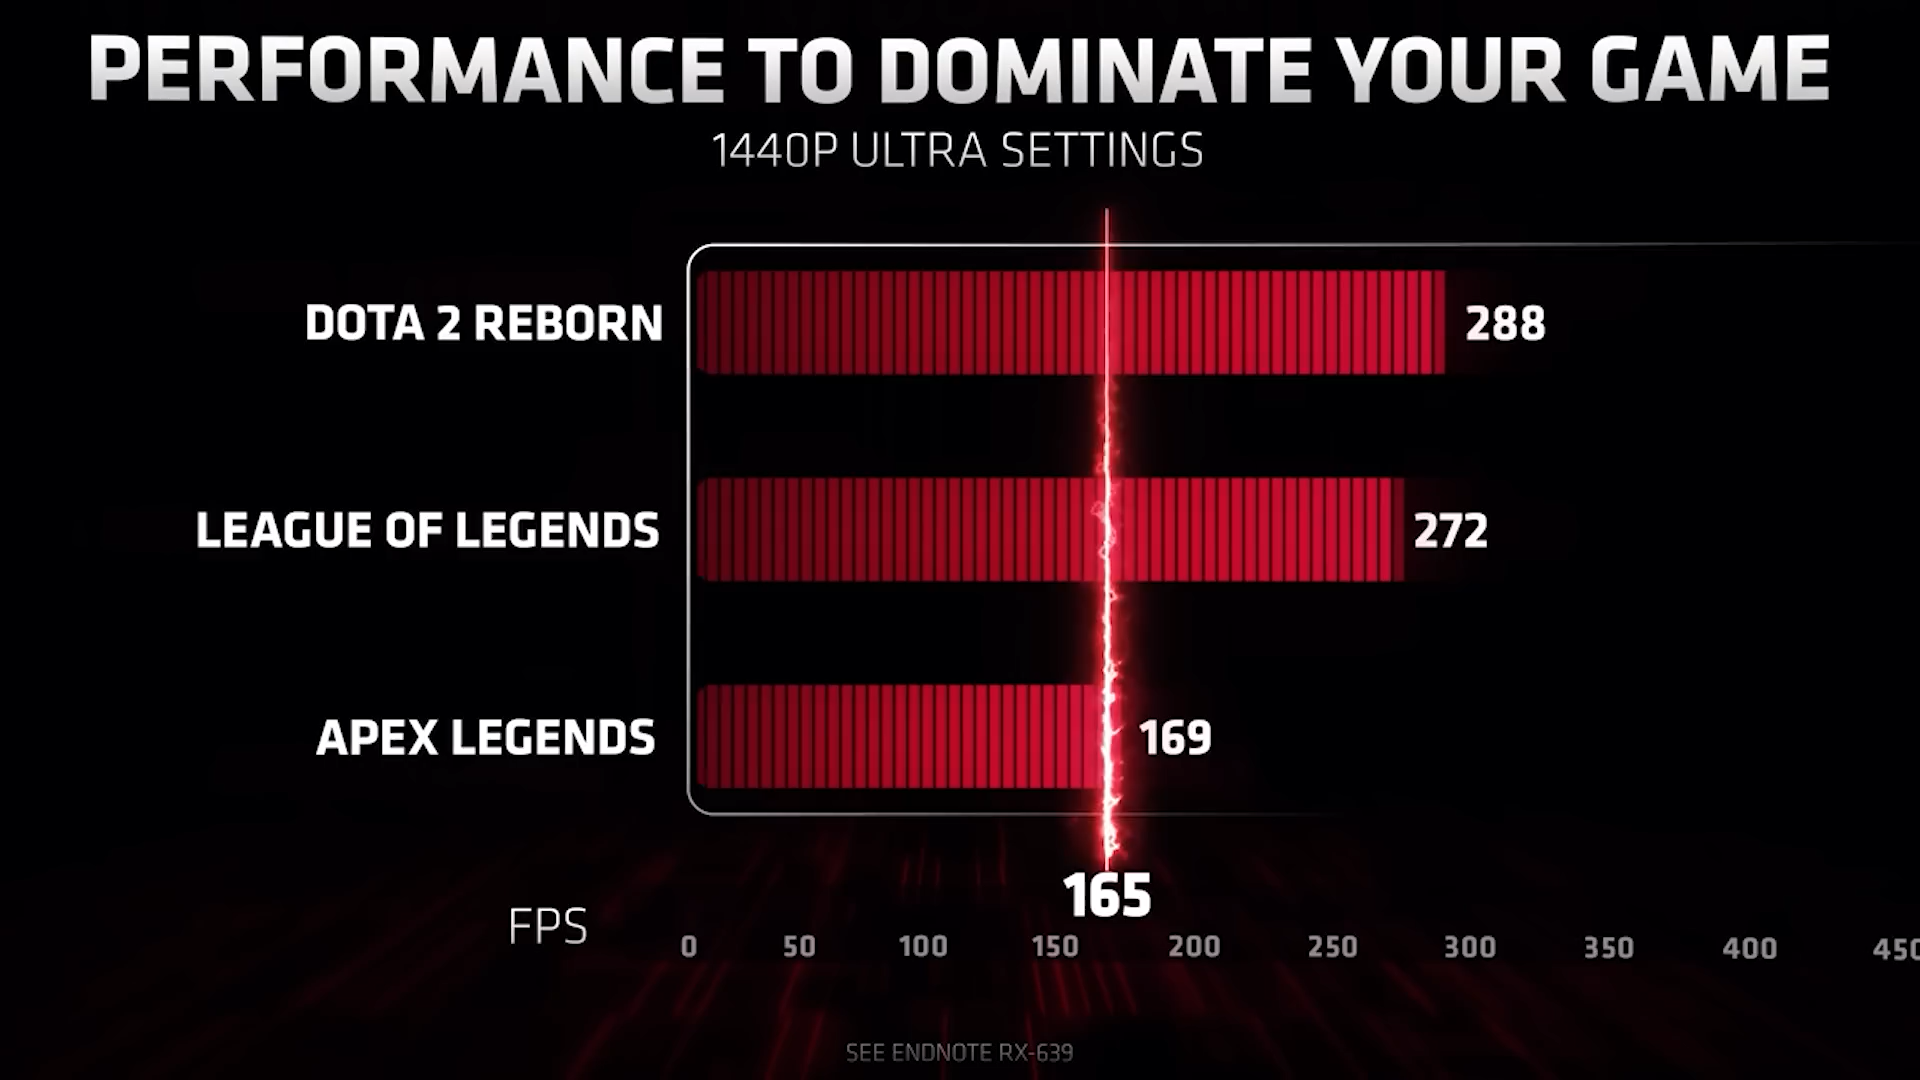 PERFORMANCE TO DOMINATE YOUR GAME
1440P ULTRA SETTINGS
DOTA 2 REBORN 288
LEAGUE OF LEGENDS 272
APEX LEGENDS 169
165
FPS 0 50 100 150 200 250 300 350 400 450
SEE ENDNOTE RX-639